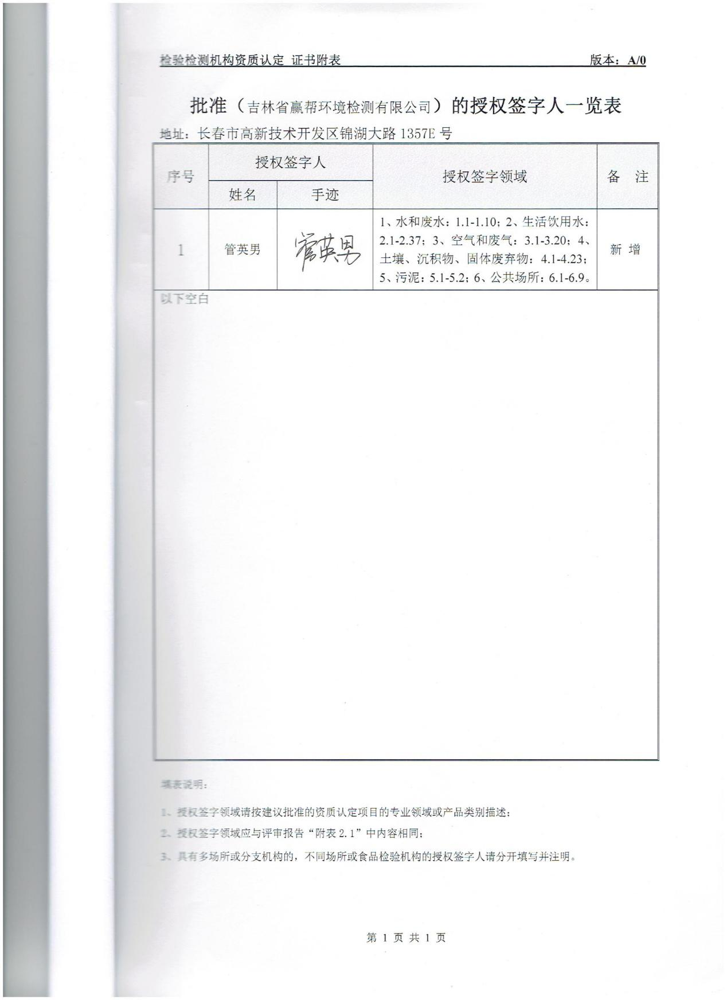 检验检测机构资质认定 证书附表 版本：A/0
批准（吉林省赢帮环境检测有限公司）的授权签字人一览表
地址：长春市高新技术开发区锦湖大路 1357E 号
序号 授权签字人 授权签字领域 备 注
姓名 手迹
1 管英男 管英男 1、水和废水：1.1-1.10；2、生活饮用水：
2.1-2.37；3、空气和废气：3.1-3.20；4、
土壤、沉积物、固体废弃物：4.1-4.23；
5、污泥：5.1-5.2；6、公共场所：6.1-6.9。
新 增
以下空白
填表说明：
1、授权签字领域请按建议批准的资质认定项目的专业领域或产品类别描述；
2、授权签字领域应与评审报告“附表 2.1”中内容相同；
3、具有多场所或分支机构的，不同场所或食品检验机构的授权签字人请分开填写并注明。
第 1 页 共 1 页